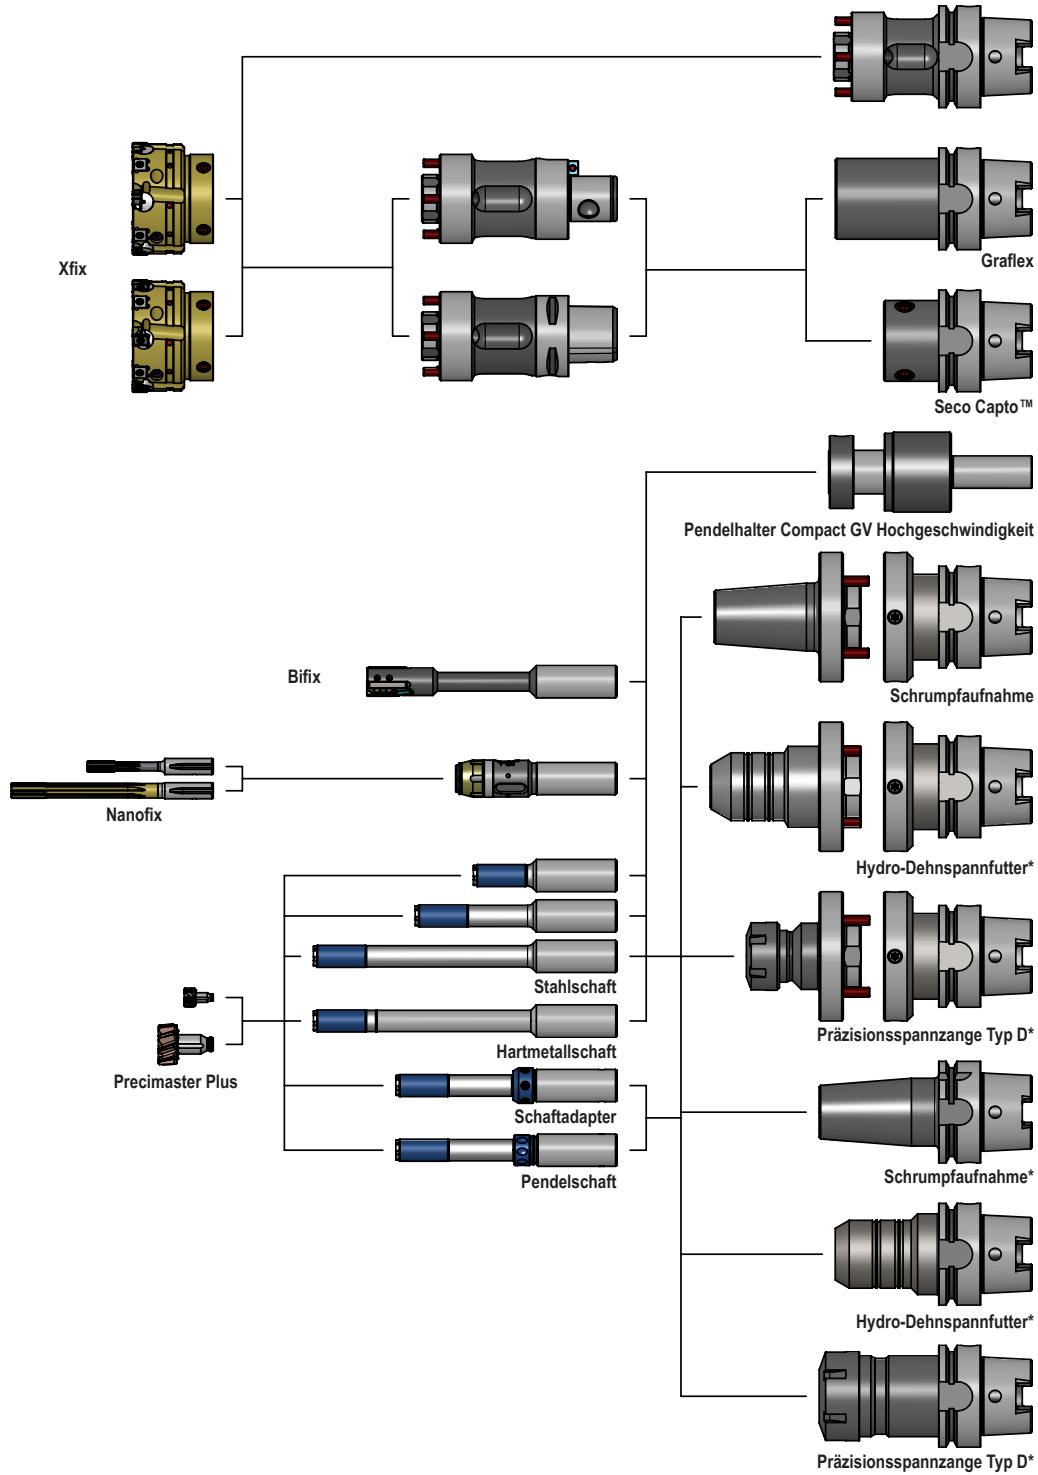 Graflex
Xfix
Seco Capto™
Pendelhalter Compact GV Hochgeschwindigkeit
Bifix
Schrumpfaufnahme
Nanofix
Hydro-Dehnspannfutter*
Stahlschaft
Präzisionsspannzange Typ D*
Hartmetallschaft
Precimaster Plus
Schaftadapter
Schrumpfaufnahme*
Pendelschaft
Hydro-Dehnspannfutter*
Präzisionsspannzange Typ D*